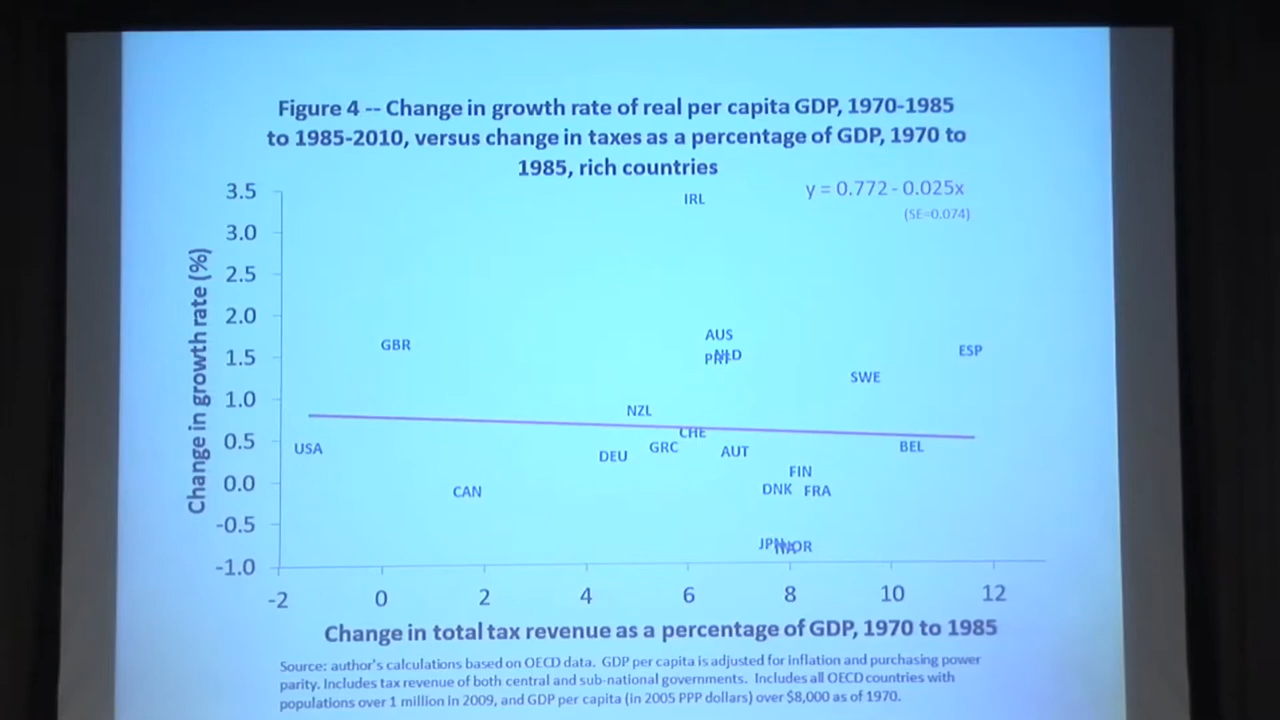 Figure 4 -- Change in growth rate of real per capita GDP, 1970-1985
to 1985-2010, versus change in taxes as a percentage of GDP, 1970 to
1985, rich countries
y = 0.772 - 0.025x
(SE=0.074)
Change in growth rate (%)
3.5
3.0
2.5
2.0
1.5
1.0
0.5
0.0
-0.5
-1.0
IRL
AUS
GBR
NLD
ESP
SWE
NZL
CHE
USA
GRC
AUT
BEL
DEU
FIN
CAN
DNK FRA
JPN NOR
-2 0 2 4 6 8 10 12
Change in total tax revenue as a percentage of GDP, 1970 to 1985
Source: author's calculations based on OECD data. GDP per capita is adjusted for inflation and purchasing power
parity. Includes tax revenue of both central and sub-national governments. Includes all OECD countries with
populations over 1 million in 2009, and GDP per capita (in 2005 PPP dollars) over $8,000 as of 1970.